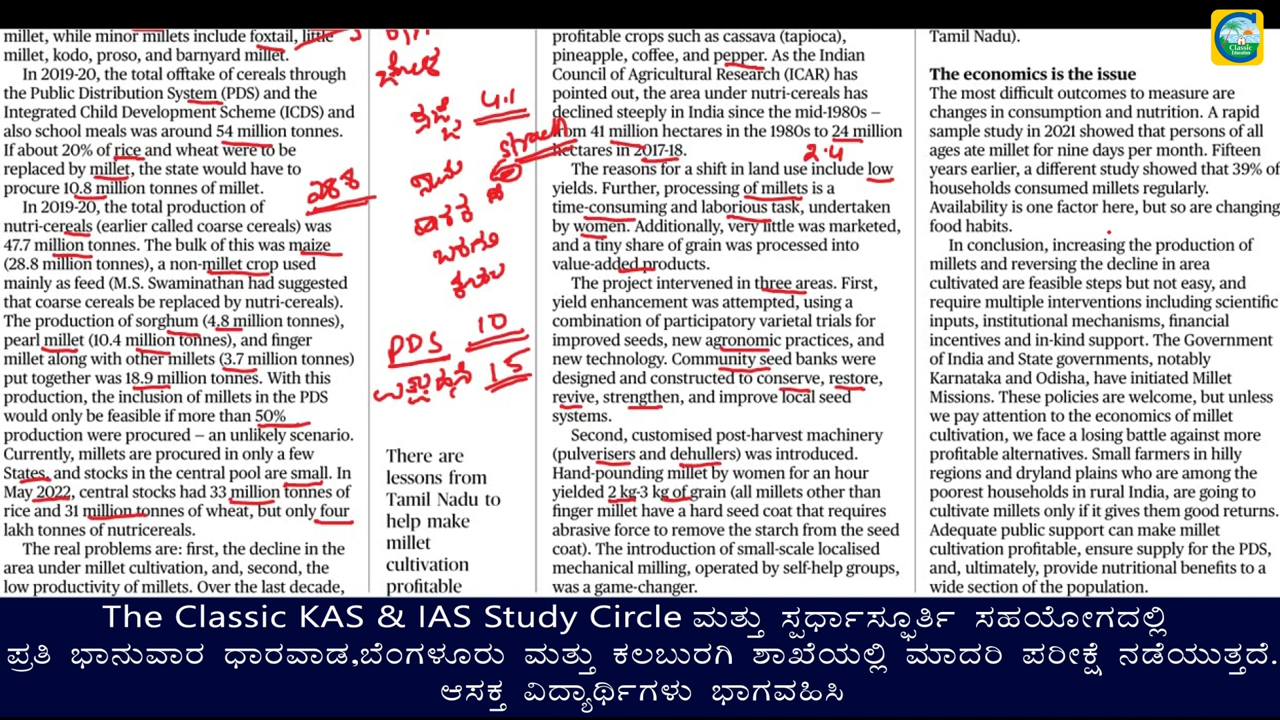 millet, while minor millets include foxtail, little
millet, kodo, proso, and barnyard millet.
In 2019-20, the total offtake of cereals through
the Public Distribution System (PDS) and the
Integrated Child Development Scheme (ICDS) and
also school meals was around 54 million tonnes.
If about 20% of rice and wheat were to be
replaced by millet, the state would have to
procure 10.8 million tonnes of millet.
In 2019-20, the total production of
nutri-cereals (earlier called coarse cereals) was
47.7 million tonnes. The bulk of this was maize
(28.8 million tonnes), a non-millet crop used
mainly as feed (M.S. Swaminathan had suggested
that coarse cereals be replaced by nutri-cereals).
The production of sorghum (4.8 million tonnes),
pearl millet (10.4 million tonnes), and finger
millet along with other millets (3.7 million tonnes)
put together was 18.9 million tonnes. With this
production, the inclusion of millets in the PDS
would only be feasible if more than 50%
production were procured – an unlikely scenario.
Currently, millets are procured in only a few
States, and stocks in the central pool are small. In
May 2022, central stocks had 33 million tonnes of
rice and 31 million tonnes of wheat, but only four
lakh tonnes of nutricereals.
The real problems are: first, the decline in the
area under millet cultivation, and, second, the
low productivity of millets. Over the last decade,
288
4.1
PDS 10
15
There are
lessons from
Tamil Nadu to
help make
millet
cultivation
profitable
profitable crops such as cassava (tapioca),
pineapple, coffee, and pepper. As the Indian
Council of Agricultural Research (ICAR) has
pointed out, the area under nutri-cereals has
declined steeply in India since the mid-1980s –
from 41 million hectares in the 1980s to 24 million
hectares in 2017-18.
2.4
The reasons for a shift in land use include low
yields. Further, processing of millets is a
time-consuming and laborious task, undertaken
by women. Additionally, very little was marketed,
and a tiny share of grain was processed into
value-added products.
The project intervened in three areas. First,
yield enhancement was attempted, using a
combination of participatory varietal trials for
improved seeds, new agronomic practices, and
new technology. Community seed banks were
designed and constructed to conserve, restore,
revive, strengthen, and improve local seed
systems.
Second, customised post-harvest machinery
(pulverisers and dehullers) was introduced.
Hand-pounding millet by women for an hour
yielded 2 kg-3 kg of grain (all millets other than
finger millet have a hard seed coat that requires
abrasive force to remove the starch from the seed
coat). The introduction of small-scale localised
mechanical milling, operated by self-help groups,
was a game-changer.
Tamil Nadu).
The economics is the issue
The most difficult outcomes to measure are
changes in consumption and nutrition. A rapid
sample study in 2021 showed that persons of all
ages ate millet for nine days per month. Fifteen
years earlier, a different study showed that 39% of
households consumed millets regularly.
Availability is one factor here, but so are changing
food habits.
In conclusion, increasing the production of
millets and reversing the decline in area
cultivated are feasible steps but not easy, and
require multiple interventions including scientific
inputs, institutional mechanisms, financial
incentives and in-kind support. The Government
of India and State governments, notably
Karnataka and Odisha, have initiated Millet
Missions. These policies are welcome, but unless
we pay attention to the economics of millet
cultivation, we face a losing battle against more
profitable alternatives. Small farmers in hilly
regions and dryland plains who are among the
poorest households in rural India, are going to
cultivate millets only if it gives them good returns.
Adequate public support can make millet
cultivation profitable, ensure supply for the PDS,
and, ultimately, provide nutritional benefits to a
wide section of the population.
Classic
Education
The Classic KAS & IAS Study Circle ಮತ್ತು ಸ್ಪರ್ಧಾಸ್ಫೂರ್ತಿ ಸಹಯೋಗದಲ್ಲಿ
ಪ್ರತಿ ಭಾನುವಾರ ಧಾರವಾಡ,ಬೆಂಗಳೂರು ಮತ್ತು ಕಲಬುರಗಿ ಶಾಖೆಯಲ್ಲಿ ಮಾದರಿ ಪರೀಕ್ಷೆ ನಡೆಯುತ್ತದೆ.
ಆಸಕ್ತ ವಿದ್ಯಾರ್ಥಿಗಳು ಭಾಗವಹಿಸಿ